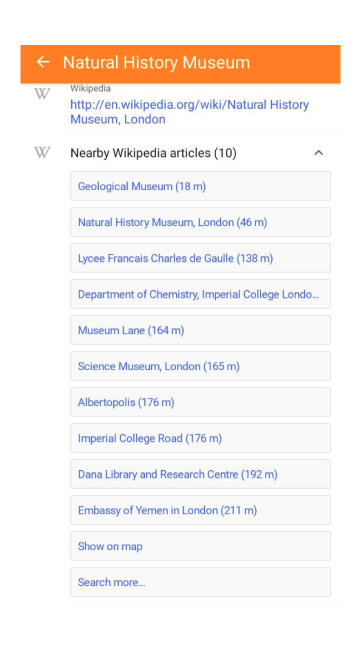 ← Natural History Museum
W
Wikipedia
http://en.wikipedia.org/wiki/Natural History
Museum, London
W
Nearby Wikipedia articles (10)
Geological Museum (18 m)
Natural History Museum, London (46 m)
Lycee Francais Charles de Gaulle (138 m)
Department of Chemistry, Imperial College Londo...
Museum Lane (164 m)
Science Museum, London (165 m)
Albertopolis (176 m)
Imperial College Road (176 m)
Dana Library and Research Centre (192 m)
Embassy of Yemen in London (211 m)
Show on map
Search more...